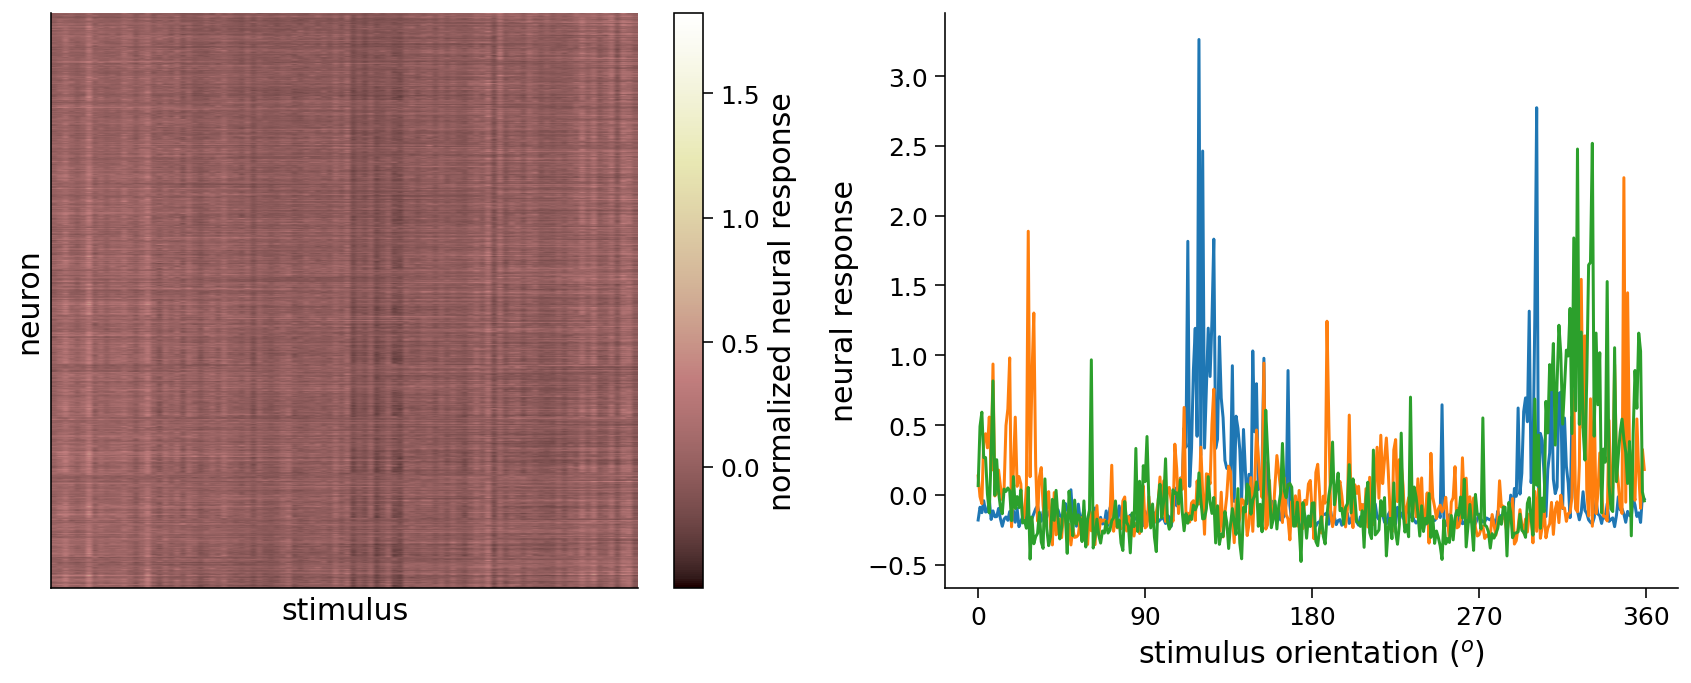 neuron
stimulus
1.5
1.0
0.5
0.0
normalized neural response
neural response
3.0
2.5
2.0
1.5
1.0
0.5
0.0
−0.5
0 90 180 270 360
stimulus orientation (o)